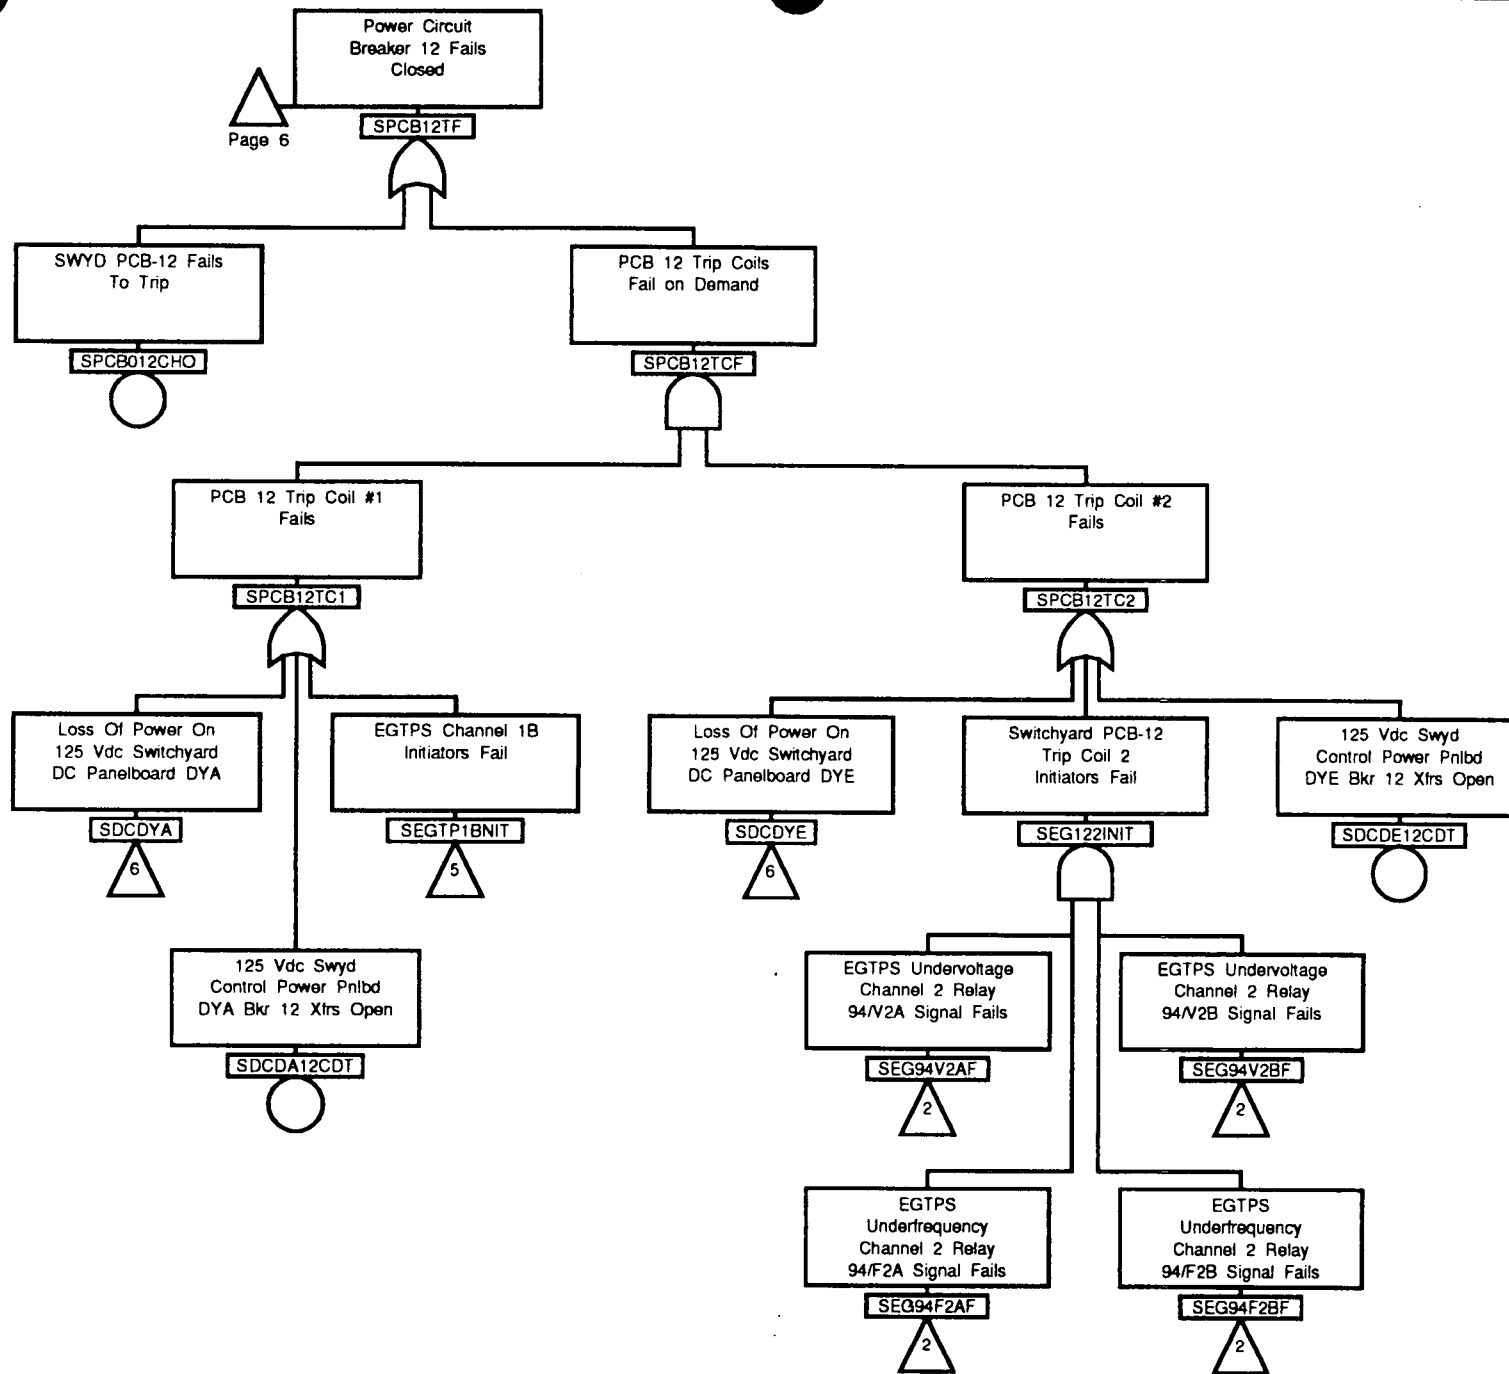 Power Circuit
Breaker 12 Fails
Closed
Page 6
SPCB12TF
SWYD PCB-12 Fails
To Trip
SPCB012CHO
PCB 12 Trip Coils
Fail on Demand
SPCB12TCF
PCB 12 Trip Coil #1
Fails
SPCB12TC1
PCB 12 Trip Coil #2
Fails
SPCB12TC2
Loss Of Power On
125 Vdc Switchyard
DC Panelboard DYA
SDCDYA
6
EGTPS Channel 1B
Initiators Fail
SEGTP1BNIT
5
Loss Of Power On
125 Vdc Switchyard
DC Panelboard DYE
SDCDYE
6
Switchyard PCB-12
Trip Coil 2
Initiators Fail
SEG122INIT
125 Vdc Swyd
Control Power Pnlbd
DYE Bkr 12 Xfrs Open
SDCDE12CDT
125 Vdc Swyd
Control Power Pnlbd
DYA Bkr 12 Xfrs Open
SDCDA12CDT
EGTPS Undervoltage
Channel 2 Relay
94/V2A Signal Fails
SEG94V2AF
2
EGTPS Undervoltage
Channel 2 Relay
94/V2B Signal Fails
SEG94V2BF
2
EGTPS
Underfrequency
Channel 2 Relay
94/F2A Signal Fails
SEG94F2AF
2
EGTPS
Underfrequency
Channel 2 Relay
94/F2B Signal Fails
SEG94F2BF
2